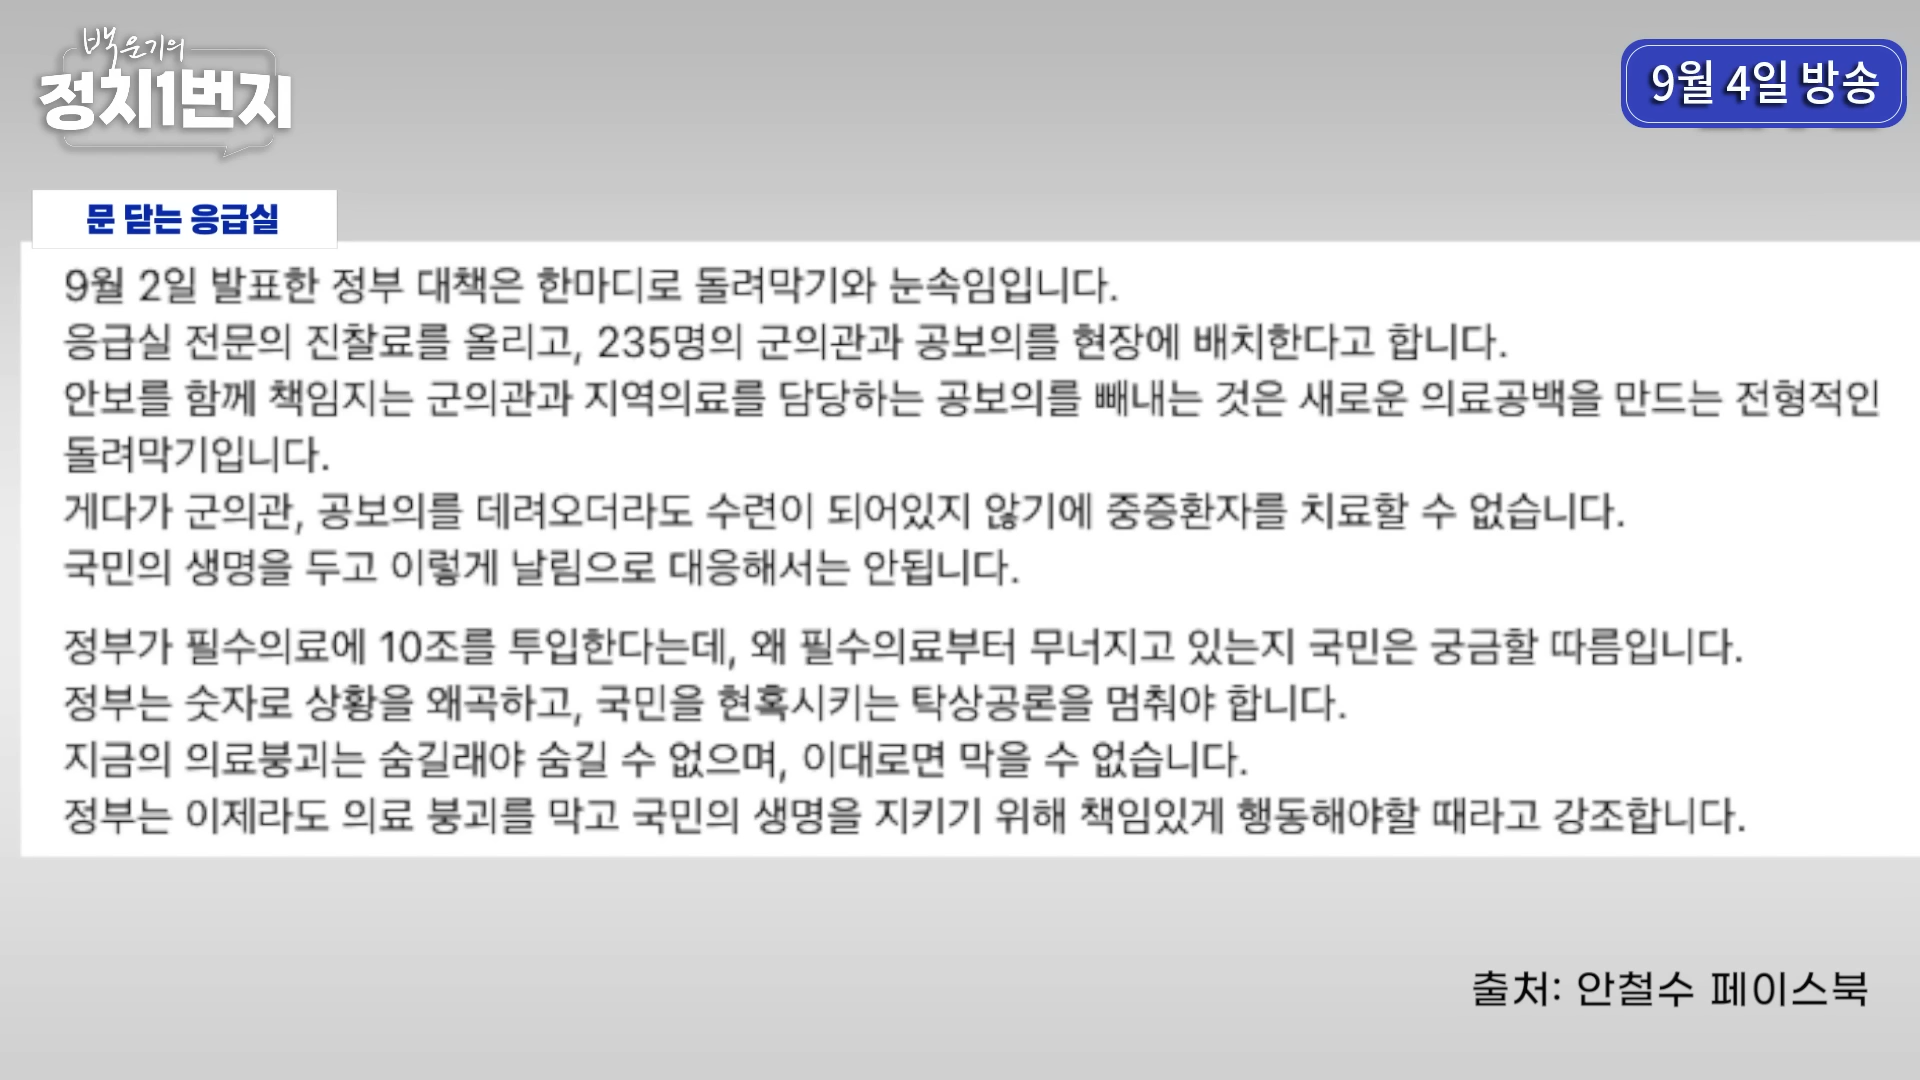 백운기의
정치1번지
9월 4일 방송
문 닫는 응급실
9월 2일 발표한 정부 대책은 한마디로 돌려막기와 눈속임입니다.
응급실 전문의 진찰료를 올리고, 235명의 군의관과 공보의를 현장에 배치한다고 합니다.
안보를 함께 책임지는 군의관과 지역의료를 담당하는 공보의를 빼내는 것은 새로운 의료공백을 만드는 전형적인
돌려막기입니다.
게다가 군의관, 공보의를 데려오더라도 수련이 되어있지 않기에 중증환자를 치료할 수 없습니다.
국민의 생명을 두고 이렇게 날림으로 대응해서는 안됩니다.
정부가 필수의료에 10조를 투입한다는데, 왜 필수의료부터 무너지고 있는지 국민은 궁금할 따름입니다.
정부는 숫자로 상황을 왜곡하고, 국민을 현혹시키는 탁상공론을 멈춰야 합니다.
지금의 의료붕괴는 숨길래야 숨길 수 없으며, 이대로면 막을 수 없습니다.
정부는 이제라도 의료 붕괴를 막고 국민의 생명을 지키기 위해 책임있게 행동해야할 때라고 강조합니다.
출처: 안철수 페이스북